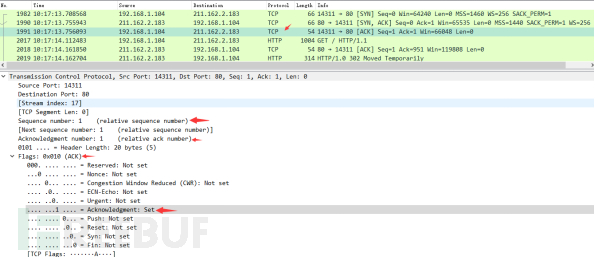 No Time Source Destination Protocol Length Info
1982 10:17:13.708568 192.168.1.104 211.162.2.183 TCP 66 14311 → 80 [SYN] Seq=0 Win=64240 Len=0 MSS=1460 WS=256 SACK_PERM=1
1990 10:17:13.755943 211.162.2.183 192.168.1.104 TCP 66 80 → 14311 [SYN, ACK] Seq=0 Ack=1 Win=65535 Len=0 MSS=1460 WS=256
1991 10:17:13.756093 192.168.1.104 211.162.2.183 TCP 54 14311 → 80 [ACK] Seq=1 Ack=1 Win=66048 Len=0
2017 10:17:14.112483 192.168.1.104 211.162.2.183 HTTP 1004 GET / HTTP/1.1
2018 10:17:14.161850 211.162.2.183 192.168.1.104 TCP 54 80 → 14311 [ACK] Seq=1 Ack=951 Win=119808 Len=0
2019 10:17:14.162704 211.162.2.183 192.168.1.104 HTTP 314 HTTP/1.0 302 Moved Temporarily
Transmission Control Protocol, Src Port: 14311, Dst Port: 80, Seq: 1, Ack: 1, Len: 0
Source Port: 14311
Destination Port: 80
[Stream index: 17]
[TCP Segment Len: 0]
Sequence number: 1 (relative sequence number)
[Next sequence number: 1 (relative sequence number)]
Acknowledgment number: 1 (relative ack number)
0101 .... = Header Length: 20 bytes (5)
Flags: 0x010 (ACK)
000. .... .... = Reserved: Not set
...0 .... .... = Nonce: Not set
.... 0... .... = Congestion Window Reduced (CWR): Not set
.... .0.. .... = ECN-Echo: Not set
.... ..0. .... = Urgent: Not set
.... ...1 .... = Acknowledgment: Set
.... .... 0... = Push: Not set
.... .... .0.. = Reset: Not set
.... .... ..0. = Syn: Not set
.... .... ...0 = Fin: Not set
[TCP Flags: ·······A····]